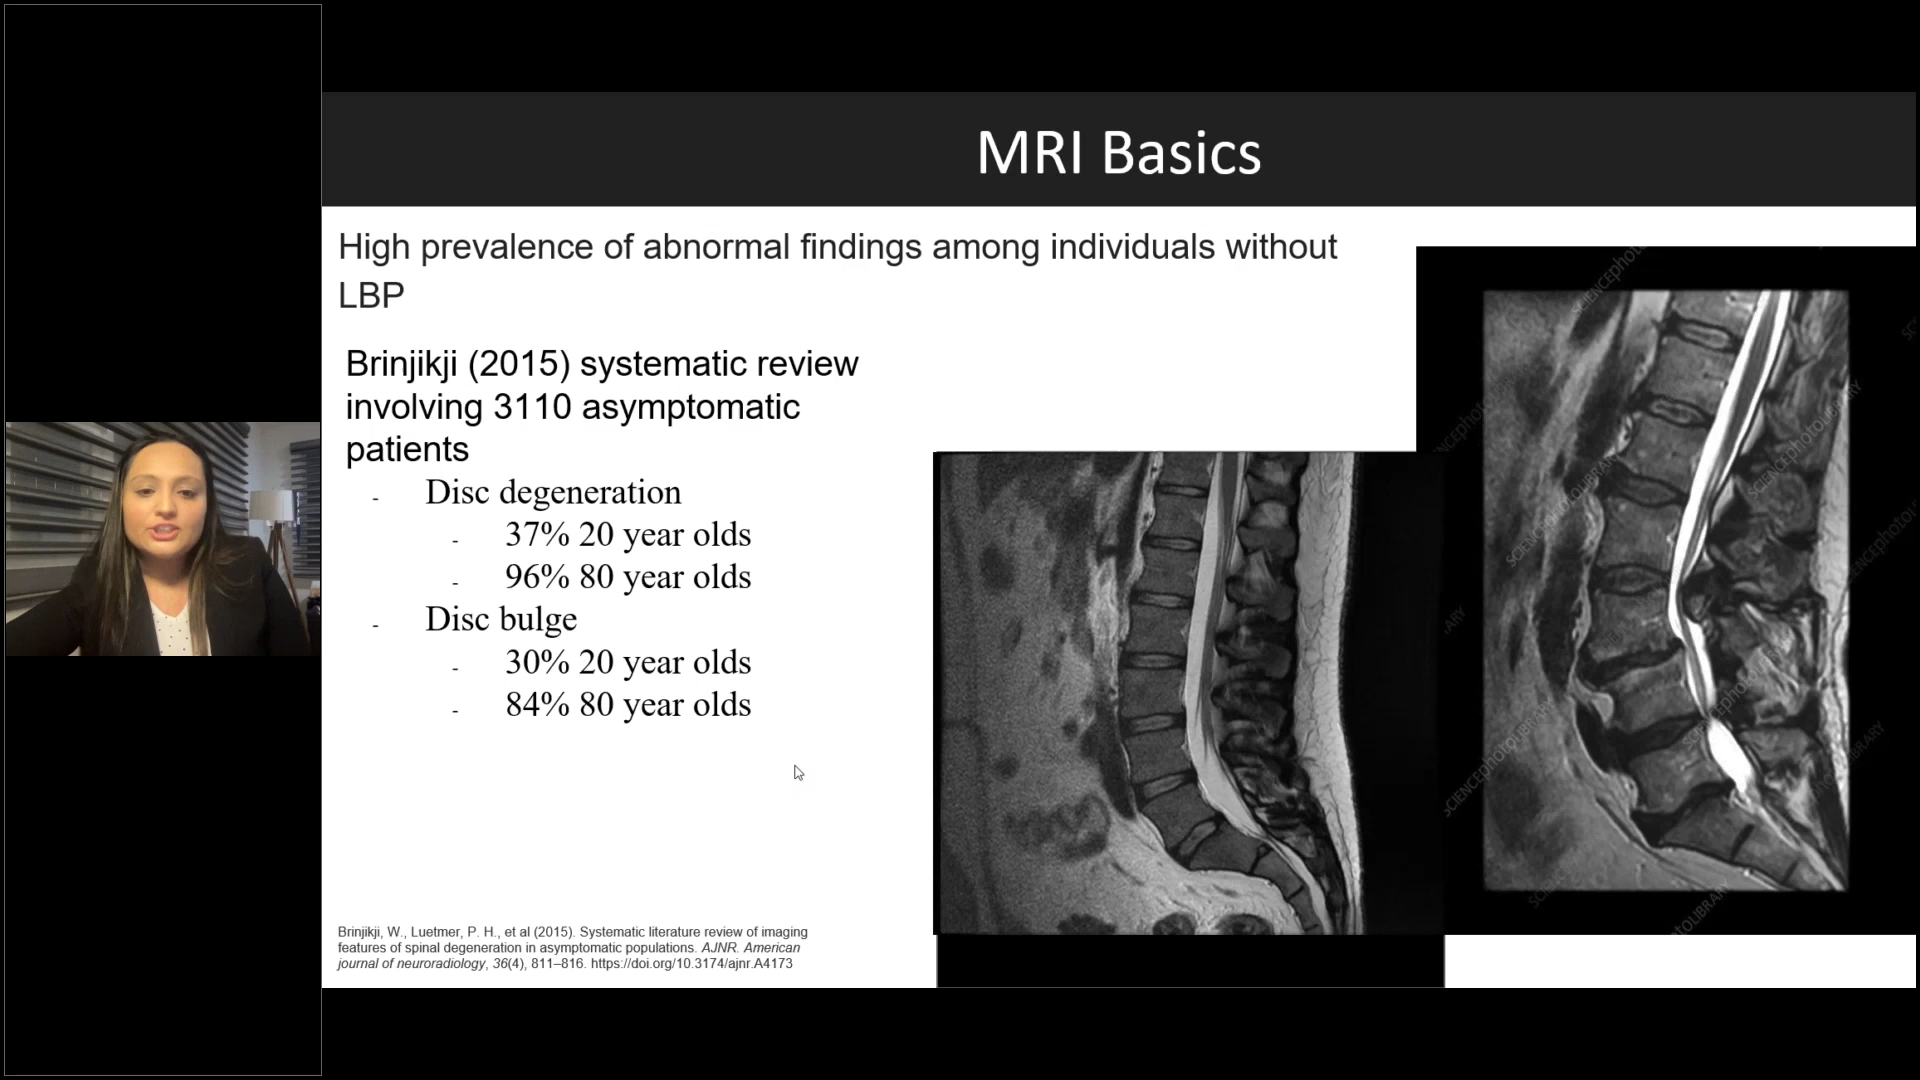 MRI Basics
High prevalence of abnormal findings among individuals without
LBP
Brinjikji (2015) systematic review
involving 3110 asymptomatic
patients
- Disc degeneration
- 37% 20 year olds
- 96% 80 year olds
- Disc bulge
- 30% 20 year olds
- 84% 80 year olds
Brinjikji, W., Luetmer, P. H., et al (2015). Systematic literature review of imaging
features of spinal degeneration in asymptomatic populations. AJNR. American
journal of neuroradiology, 36(4), 811–816. https://doi.org/10.3174/ajnr.A4173
SCIENCEphotoLIBRARY